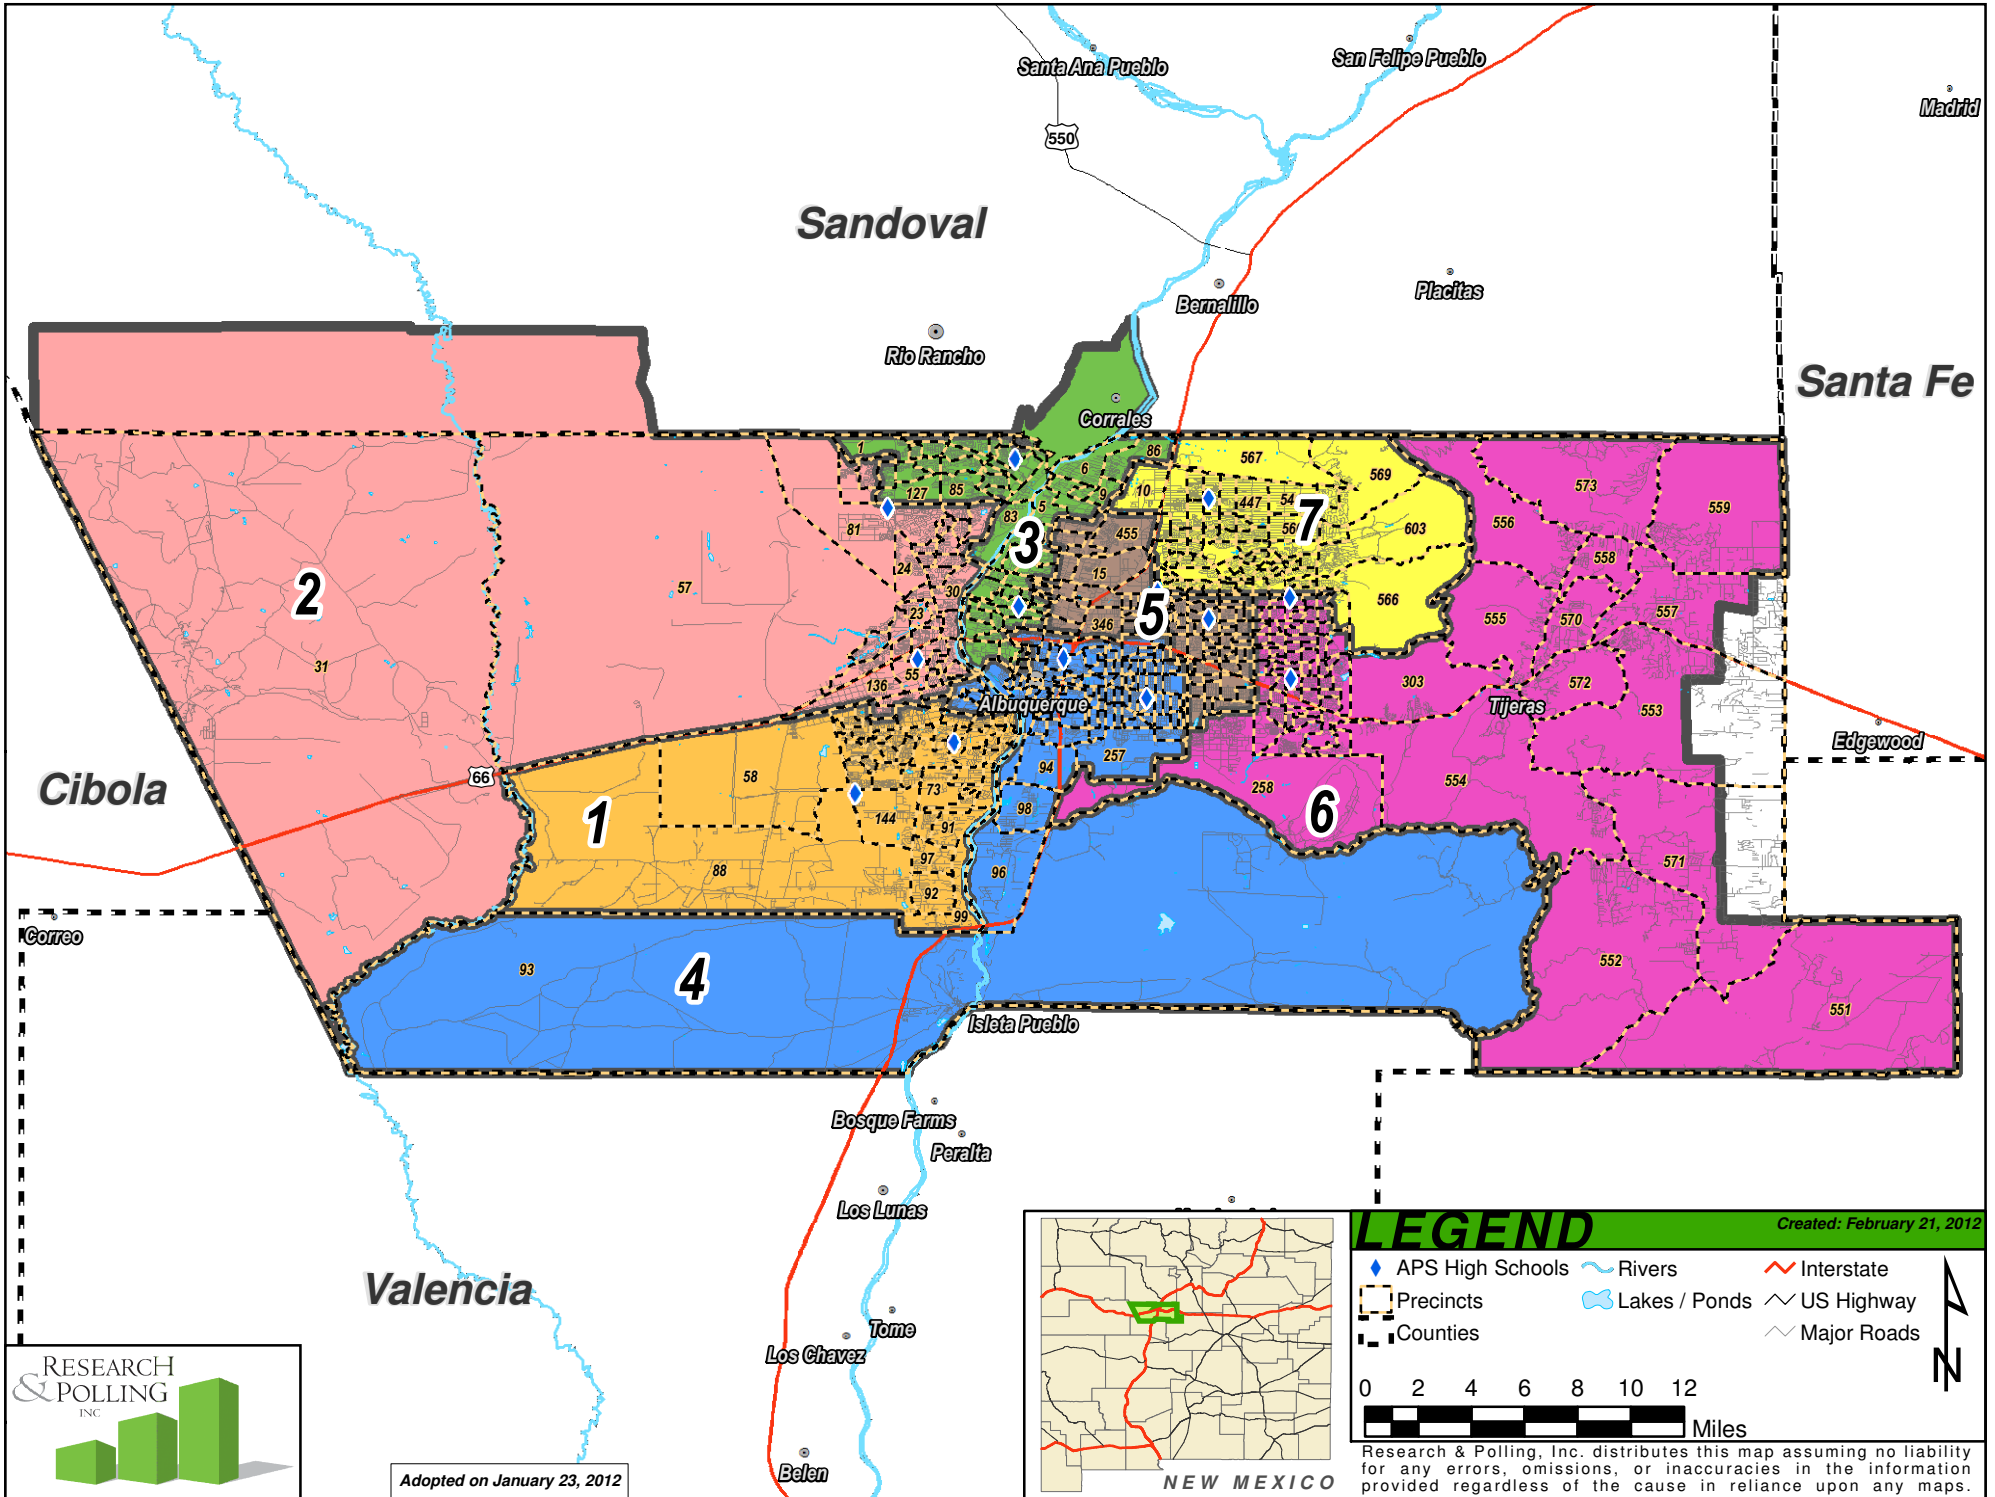 Santa Ana Pueblo
San Felipe Pueblo
Madrid
550
Sandoval
Placitas
Bernalillo
Rio Rancho
Santa Fe
Corrales
1
86
567
6
569
127
85
9
10
447
54
573
559
83
5
7
81
455
603
556
3
24
15
558
2
57
30
566
557
23
5
555
570
346
31
55
303
572
136
Albuquerque
Tijeras
553
Edgewood
257
94
66
58
554
Cibola
73
258
1
98
6
144
91
97
571
88
96
92
99
Correo
93
4
552
551
Isleta Pueblo
Bosque Farms
Peralta
Los Lunas
Valencia
Tome
Los Chavez
Belen
RESEARCH
& POLLING
INC
Adopted on January 23, 2012
NEW MEXICO
LEGEND
Created: February 21, 2012
APS High Schools
Rivers
Interstate
Precincts
Lakes / Ponds
US Highway
Counties
Major Roads
N
0 2 4 6 8 10 12
Miles
Research & Polling, Inc. distributes this map assuming no liability
for any errors, omissions, or inaccuracies in the information
provided regardless of the cause in reliance upon any maps.